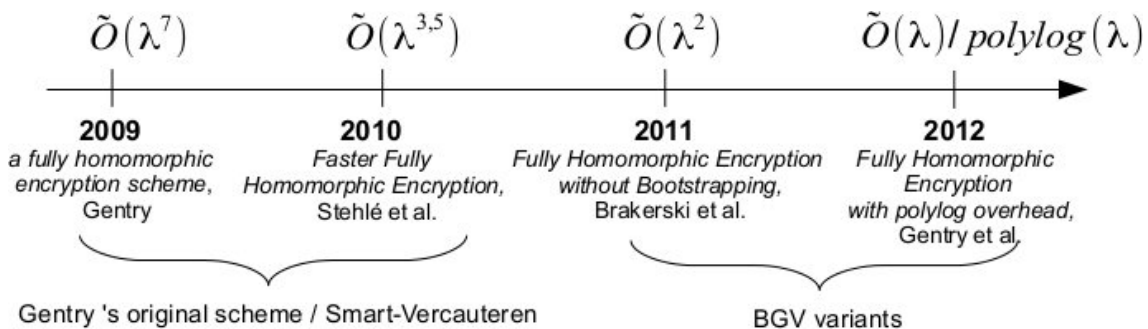 Õ(λ⁷) Õ(λ³,⁵) Õ(λ²) Õ(λ)/polylog(λ)
2009
a fully homomorphic
encryption scheme,
Gentry
2010
Faster Fully
Homomorphic Encryption,
Stehlé et al.
2011
Fully Homomorphic Encryption
without Bootstrapping,
Brakerski et al.
2012
Fully Homomorphic
Encryption
with polylog overhead,
Gentry et al.
Gentry 's original scheme / Smart-Vercauteren
BGV variants